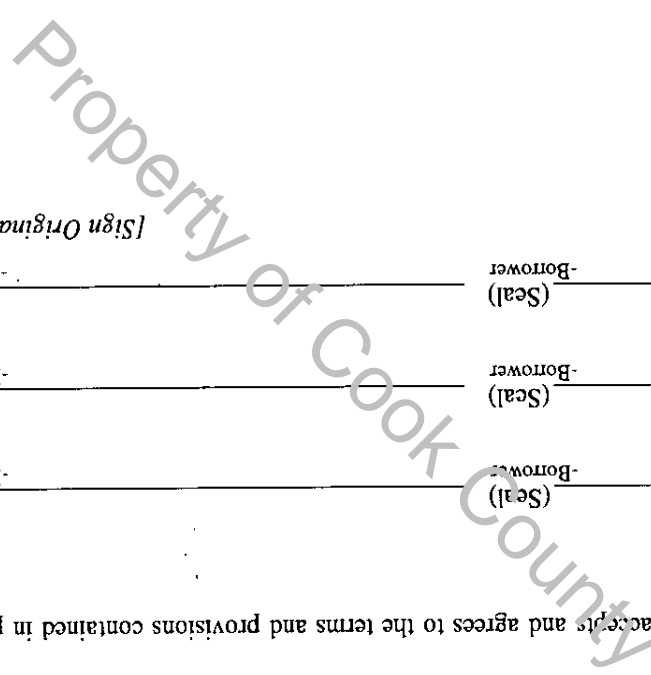 accepts and agrees to the terms and provisions contained in
(Seal)
-Borrower
(Seal)
-Borrower
(Seal)
-Borrower
[Sign Origina
Property of Cook County